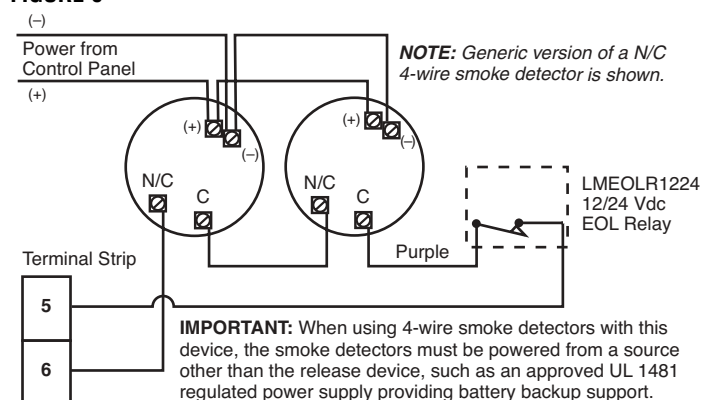 (–)
Power from
Control Panel
(+)
NOTE: Generic version of a N/C
4-wire smoke detector is shown.
(+)
(–)
(+)
(–)
N/C
C
N/C
C
LMEOLR1224
12/24 Vdc
EOL Relay
Purple
Terminal Strip
5
6
IMPORTANT: When using 4-wire smoke detectors with this
device, the smoke detectors must be powered from a source
other than the release device, such as an approved UL 1481
regulated power supply providing battery backup support.